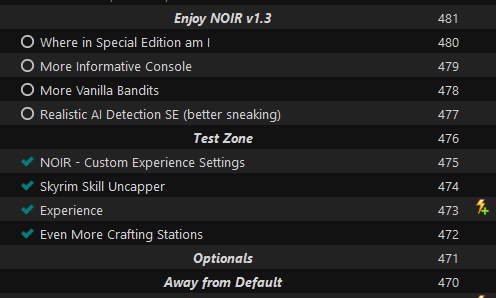 Enjoy NOIR v1.3 481
Where in Special Edition am I 480
More Informative Console 479
More Vanilla Bandits 478
Realistic AI Detection SE (better sneaking) 477
Test Zone 476
NOIR - Custom Experience Settings 475
Skyrim Skill Uncapper 474
Experience 473
Even More Crafting Stations 472
Optionals 471
Away from Default 470